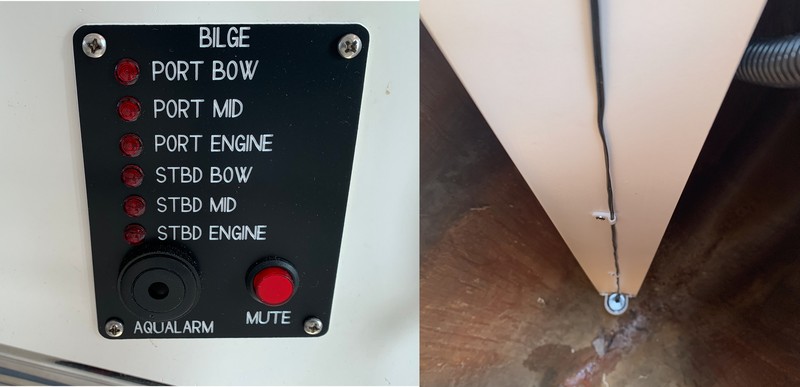 BILGE
PORT BOW
PORT MID
PORT ENGINE
STBD BOW
STBD MID
STBD ENGINE
AQUALARM
MUTE